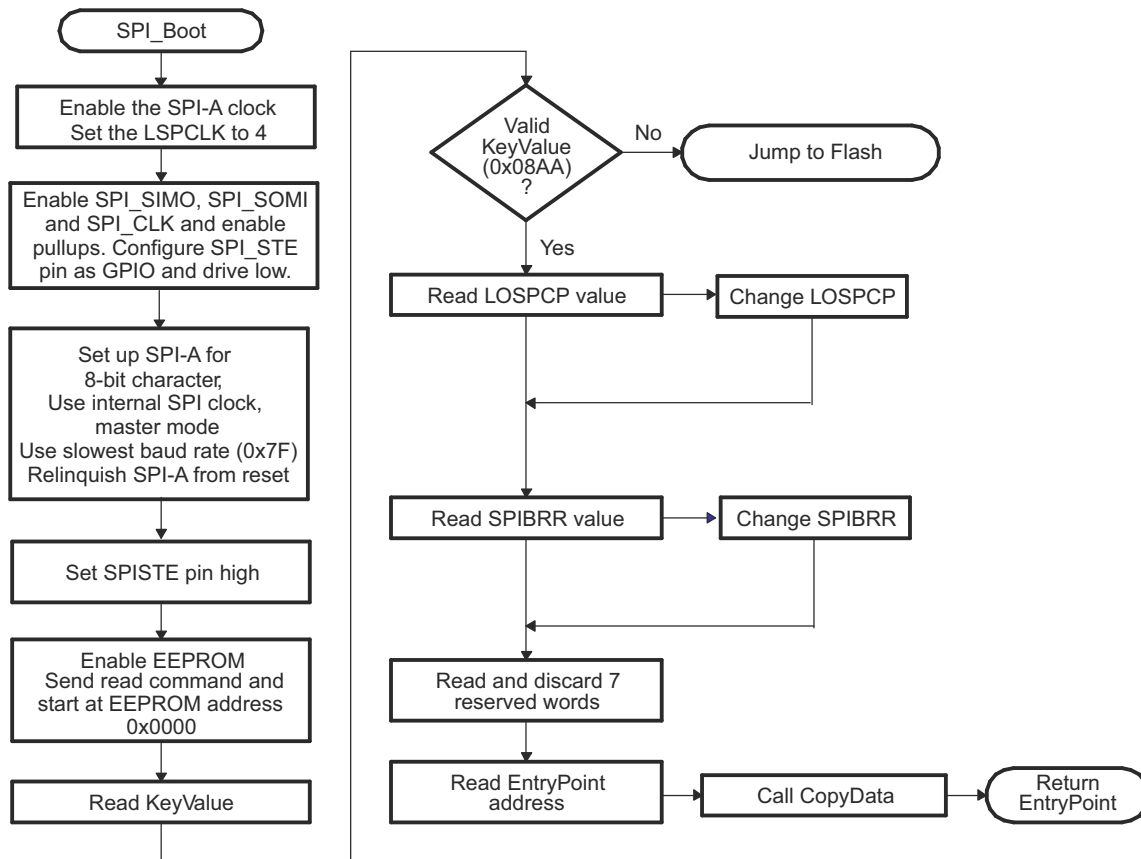 SPI_Boot
Enable the SPI-A clock
Set the LSPCLK to 4
Enable SPI_SIMO, SPI_SOMI
and SPI_CLK and enable
pullups. Configure SPI_STE
pin as GPIO and drive low.
Set up SPI-A for
8-bit character,
Use internal SPI clock,
master mode
Use slowest baud rate (0x7F)
Relinquish SPI-A from reset
Set SPISTE pin high
Enable EEPROM
Send read command and
start at EEPROM address
0x0000
Read KeyValue
Valid
KeyValue
(0x08AA)
?
No
Jump to Flash
Yes
Read LOSPCP value
Change LOSPCP
Read SPIBRR value
Change SPIBRR
Read and discard 7
reserved words
Read EntryPoint
address
Call CopyData
Return
EntryPoint